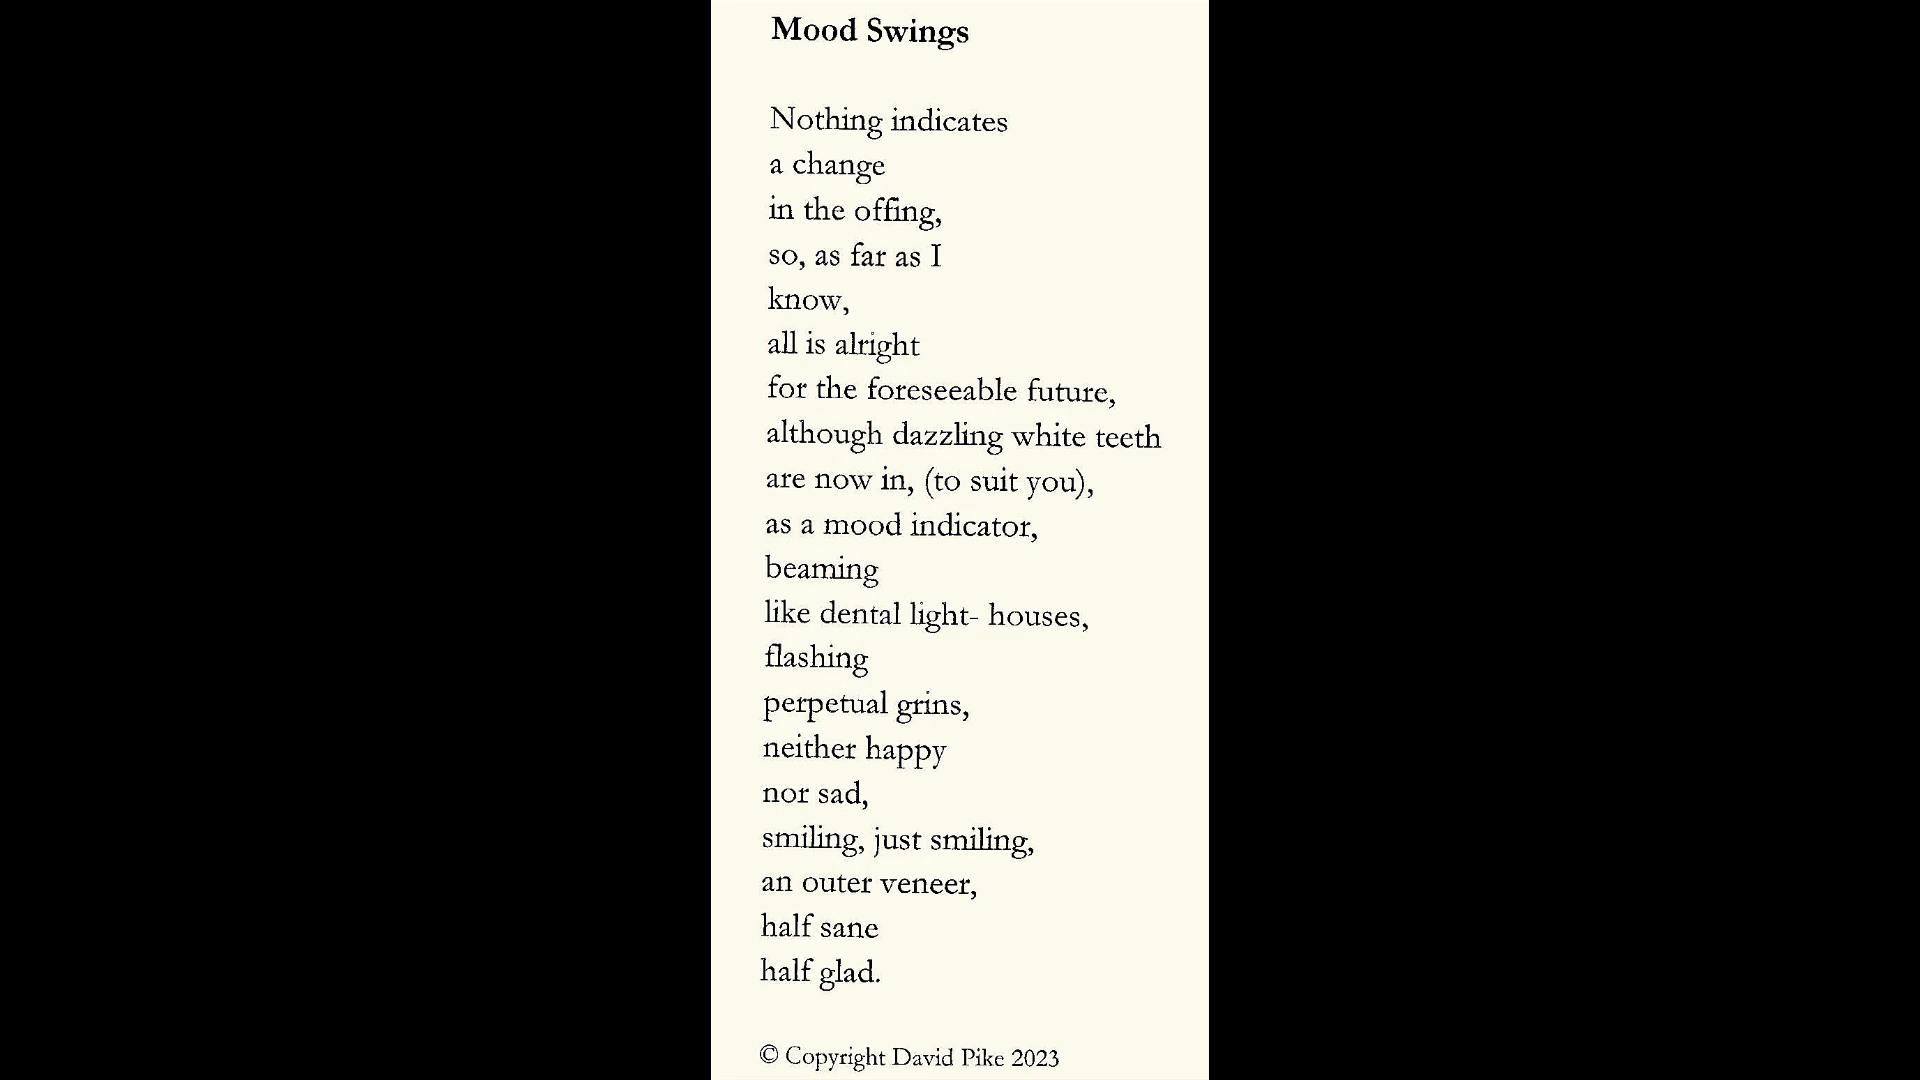 Mood Swings
Nothing indicates
a change
in the offing,
so, as far as I
know,
all is alright
for the foreseeable future,
although dazzling white teeth
are now in, (to suit you),
as a mood indicator,
beaming
like dental light- houses,
flashing
perpetual grins,
neither happy
nor sad,
smiling, just smiling,
an outer veneer,
half sane
half glad.
© Copyright David Pike 2023